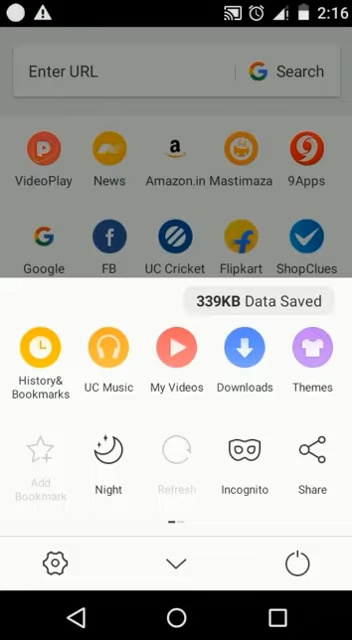 2:16
Enter URL
Search
VideoPlay
News
Amazon.in
Mastimaza
9Apps
Google
FB
UC Cricket
Flipkart
ShopClues
339KB Data Saved
History&
Bookmarks
UC Music
My Videos
Downloads
Themes
Add
Bookmark
Night
Refresh
Incognito
Share